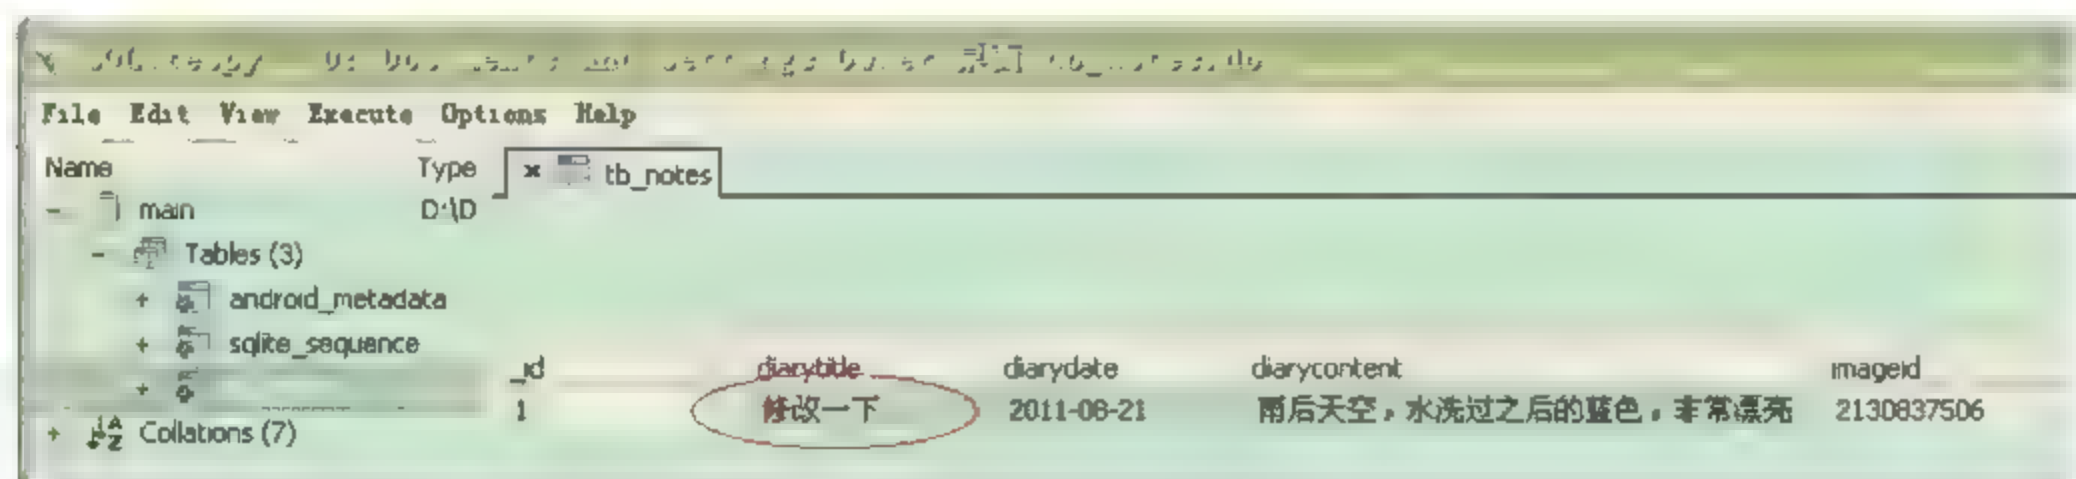 File Edit View Execute Options Help
Name Type
tb_notes
main D:\D
Tables (3)
android_metadata
sqlite_sequence
Collations (7)
_id diarytitle diarydate diarycontent imageid
1 修改一下 2011-08-21 雨后天空，水洗过之后的蓝色，非常漂亮 2130837506